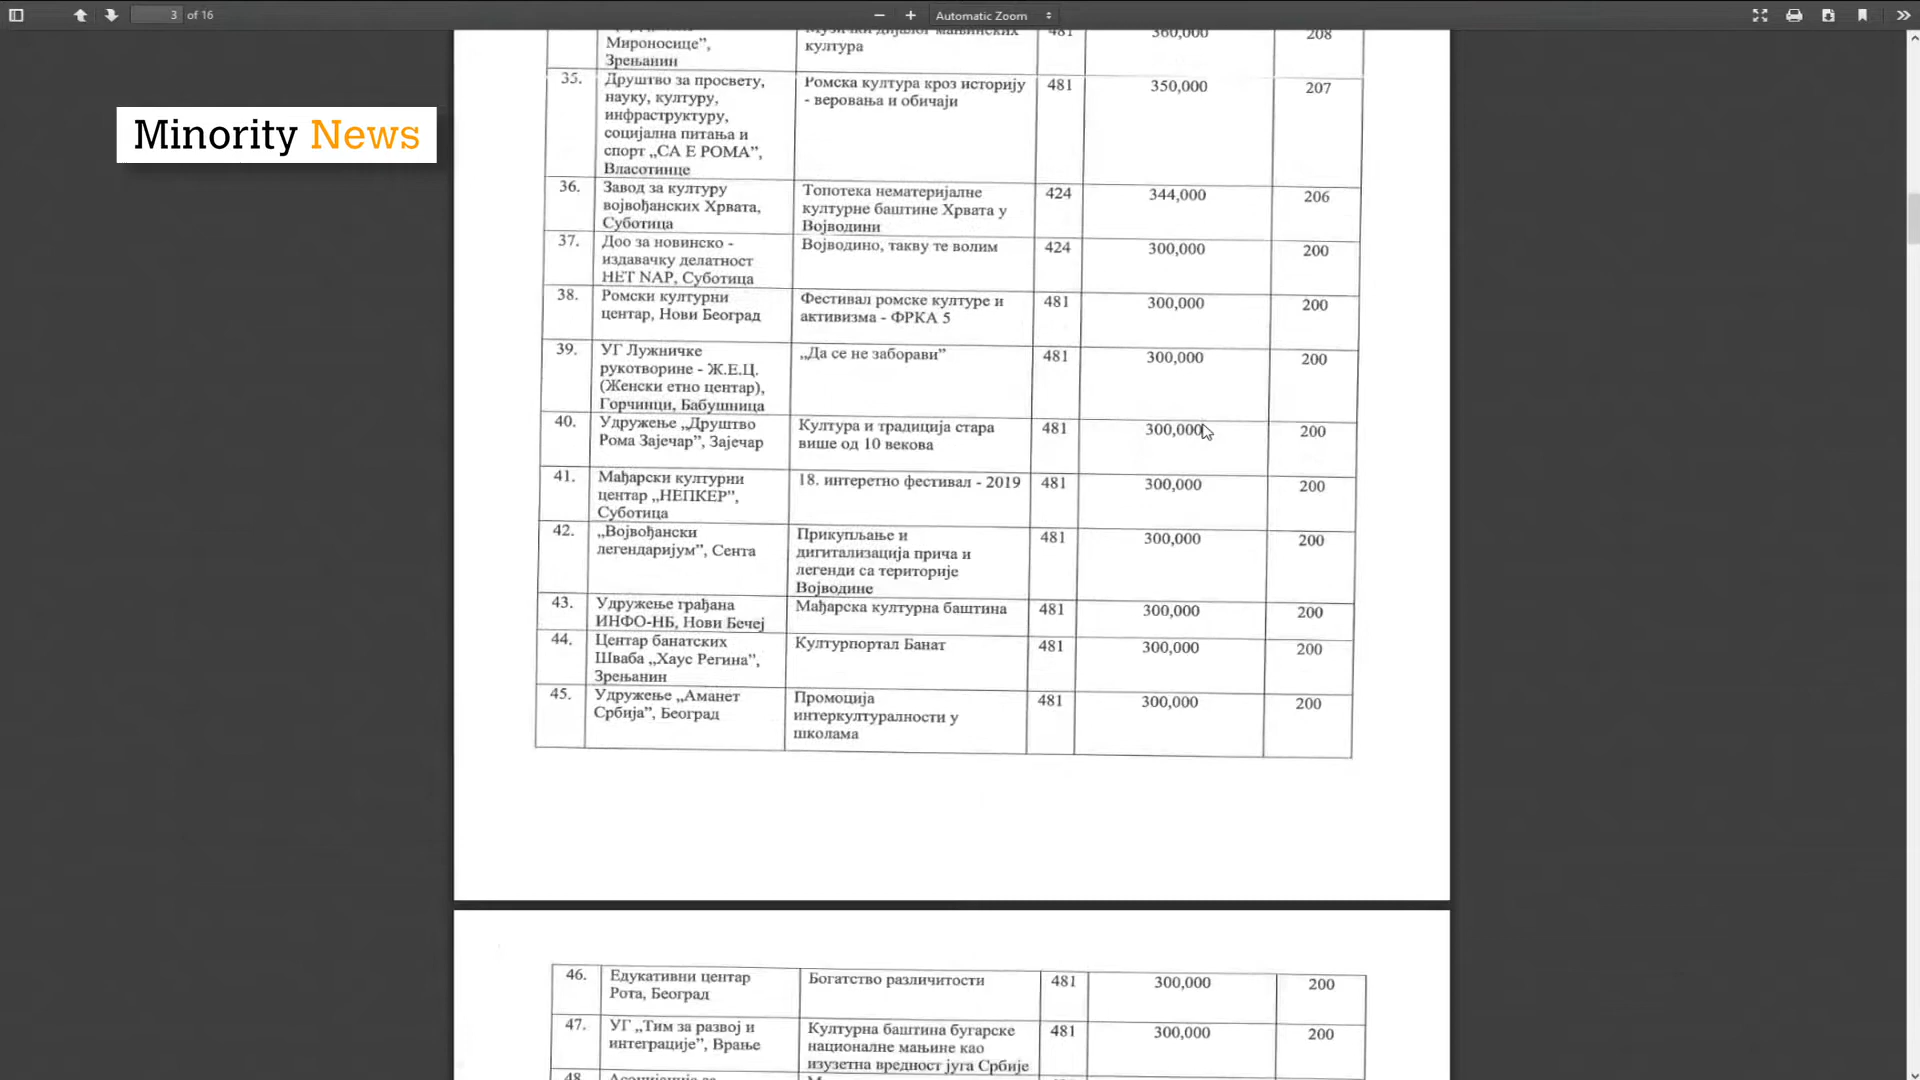 3 of 16
Automatic Zoom
Minority News
Мироносице”,
Зрењанин
Музички дијалог мањинских
култура
481
360,000
208
35.
Друштво за просвету,
науку, културу,
инфраструктуру,
социјална питања и
спорт „СА Е РОМА”,
Власотинце
Ромска култура кроз историју
- веровања и обичаји
481
350,000
207
36.
Завод за културу
војвођанских Хрвата,
Суботица
Топотека нематеријалне
културне баштине Хрвата у
Војводини
424
344,000
206
37.
Доо за новинско -
издавачку делатност
НЕТ NAP, Суботица
Војводино, такву те волим
424
300,000
200
38.
Ромски културни
центар, Нови Београд
Фестивал ромске културе и
активизма - ФРКА 5
481
300,000
200
39.
УГ Лужничке
рукотворине - Ж.Е.Ц.
(Женски етно центар),
Горчинци, Бабушница
„Да се не заборави”
481
300,000
200
40.
Удружење „Друштво
Рома Зајечар”, Зајечар
Култура и традиција стара
више од 10 векова
481
300,000
200
41.
Мађарски културни
центар „НЕПКЕР”,
Суботица
18. интеретно фестивал - 2019
481
300,000
200
42.
„Војвођански
легендаријум”, Сента
Прикупљање и
дигитализација прича и
легенди са територије
Војводине
481
300,000
200
43.
Удружење грађана
ИНФО-НБ, Нови Бечеј
Мађарска културна баштина
481
300,000
200
44.
Центар банатских
Шваба „Хаус Регина”,
Зрењанин
Културпортал Банат
481
300,000
200
45.
Удружење „Аманет
Србија”, Београд
Промоција
интеркултуралности у
школама
481
300,000
200
46.
Едукативни центар
Рота, Београд
Богатство различитости
481
300,000
200
47.
УГ „Тим за развој и
интеграције”, Врање
Културна баштина бугарске
националне мањине као
изузетна вредност југа Србије
481
300,000
200
48.
Асоцијација за